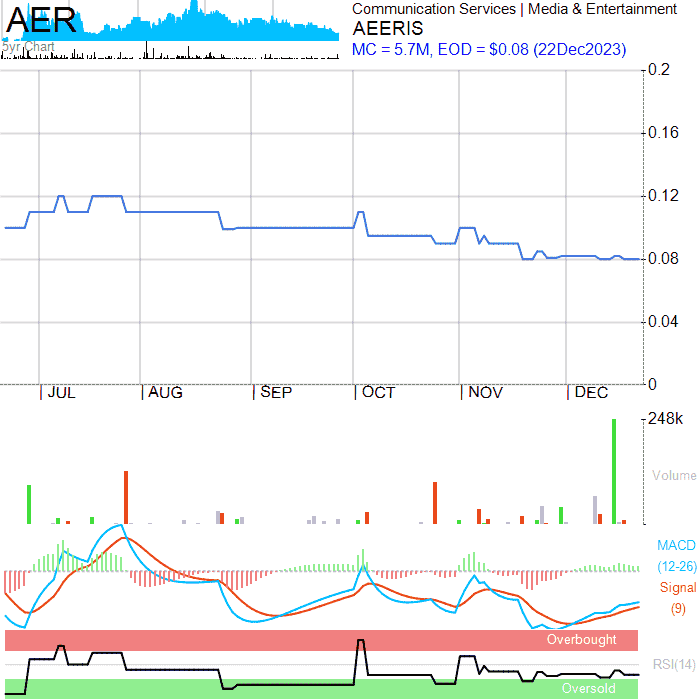 AER
5yr Chart
Communication Services | Media & Entertainment
AEERIS
MC = 5.7M, EOD = $0.08 (22Dec2023)
0.2
0.16
0.12
0.08
0.04
0
JUL AUG SEP OCT NOV DEC
248k
Volume
MACD
(12-26)
Signal
(9)
Overbought
RSI(14)
Oversold